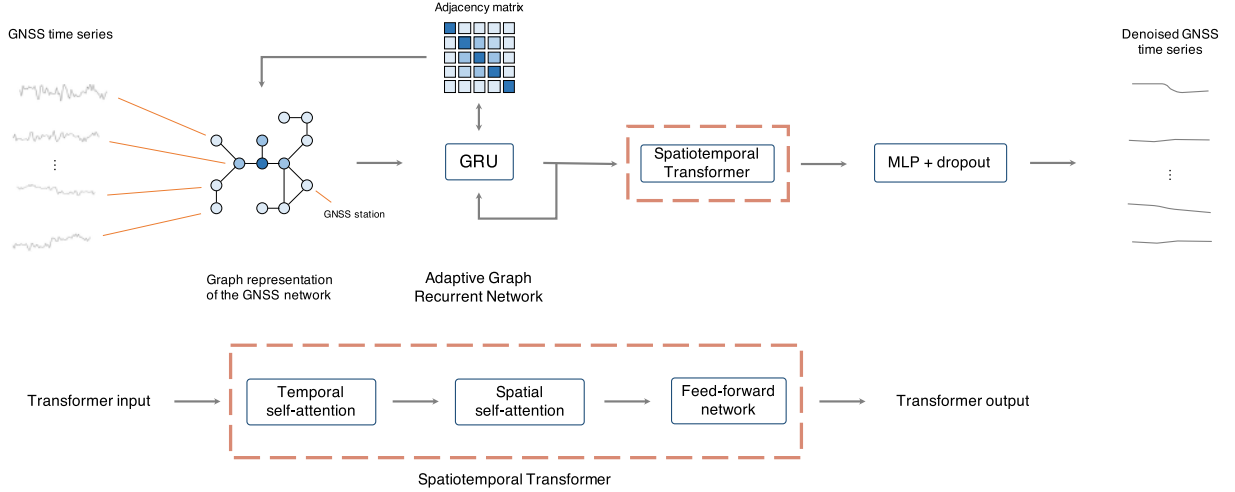 Adjacency matrix
GNSS time series
Denoised GNSS
time series
GRU
Spatiotemporal
Transformer
MLP + dropout
GNSS station
Graph representation
of the GNSS network
Adaptive Graph
Recurrent Network
Transformer input
Temporal
self-attention
Spatial
self-attention
Feed-forward
network
Transformer output
Spatiotemporal Transformer